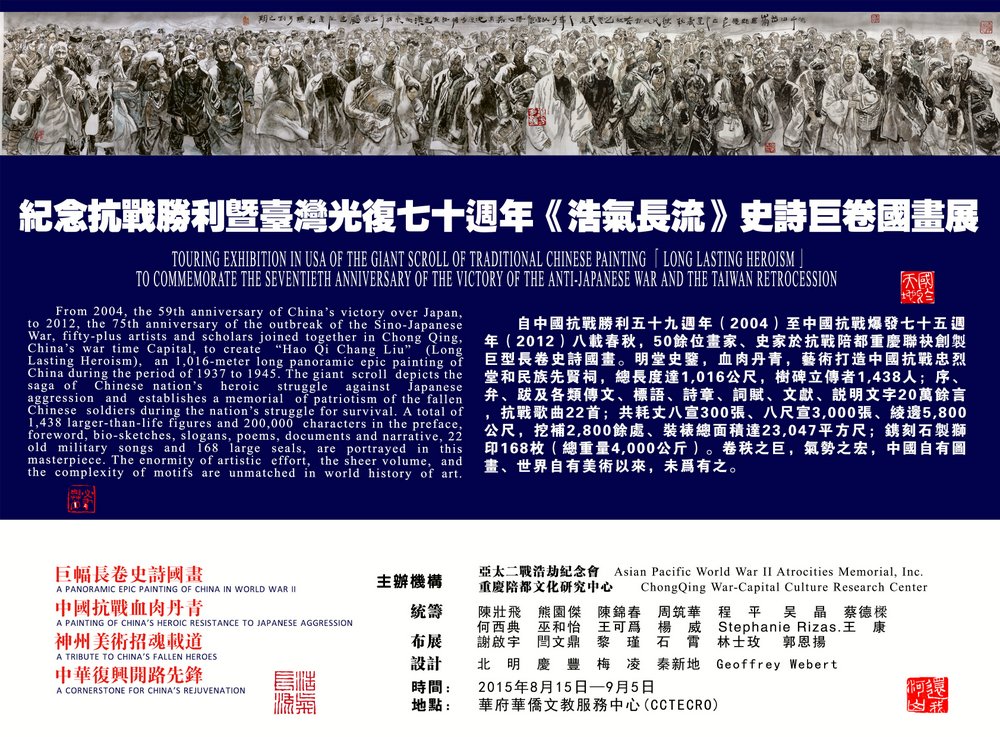 紀念抗戰勝利暨臺灣光復七十週年《浩氣長流》史詩巨卷國畫展
TOURING EXHIBITION IN USA OF THE GIANT SCROLL OF TRADITIONAL CHINESE PAINTING「LONG LASTING HEROISM」
TO COMMEMORATE THE SEVENTIETH ANNIVERSARY OF THE VICTORY OF THE ANTI-JAPANESE WAR AND THE TAIWAN RETROCESSION
From 2004, the 59th anniversary of China's victory over Japan,
to 2012, the 75th anniversary of the outbreak of the Sino-Japanese
War, fifty-plus artists and scholars joined together in Chong Qing,
China's war time Capital, to create “Hao Qi Chang Liu” (Long
Lasting Heroism), an 1,016-meter long panoramic epic painting of
China during the period of 1937 to 1945. The giant scroll depicts the
saga of Chinese nation's heroic struggle against Japanese
aggression and establishes a memorial of patriotism of the fallen
Chinese soldiers during the nation's struggle for survival. A total of
1,438 larger-than-life figures and 200,000 characters in the preface,
foreword, bio-sketches, slogans, poems, documents and narrative, 22
old military songs and 168 large seals, are portrayed in this
masterpiece. The enormity of artistic effort, the sheer volume, and
the complexity of motifs are unmatched in world history of art.
自中國抗戰勝利五十九週年（2004）至中國抗戰爆發七十五週
年（2012）八載春秋，50餘位畫家、史家於抗戰陪都重慶聯袂創製
巨型長卷史詩國畫。明堂史鑒，血肉丹青，藝術打造中國抗戰忠烈
堂和民族先賢祠，總長度達1,016公尺，樹碑立傳者1,438人；序、
弁、跋及各類傳文、標語、詩章、詞賦、文獻、說明文字20萬餘言
，抗戰歌曲22首；共耗丈八宣300張、八尺宣3,000張、綾邊5,800
公尺，挖補2,800餘處、裝裱總面積達23,047平方尺；鐫刻石製獅
印168枚（總重量4,000公斤）。卷秩之巨，氣勢之宏，中國自有圖
畫、世界自有美術以來，未爲有之。
巨幅長卷史詩國畫
A PANORAMIC EPIC PAINTING OF CHINA IN WORLD WAR II
中國抗戰血肉丹青
A PAINTING OF CHINA'S HEROIC RESISTANCE TO JAPANESE AGGRESSION
神州美術招魂載道
A TRIBUTE TO CHINA'S FALLEN HEROES
中華復興開路先鋒
A CORNERSTONE FOR CHINA'S REJUVENATION
浩氣長流
主辦機構 亞太二戰浩劫紀念會 Asian Pacific World War II Atrocities Memorial, Inc.
重慶陪都文化研究中心 ChongQing War-Capital Culture Research Center
統籌 陳壯飛 熊園傑 陳錦春 周筑華 程平 吴晶 蔡德樑
何西典 巫和怡 王可爲 楊威 Stephanie Rizas. 王康
布展 謝啟宇 閆文鼎 黎瑾 石霄 林士玟 郭恩揚
設計 北明 慶豐 梅凌 秦新地 Geoffrey Webert
時間： 2015年8月15日—9月5日
地點： 華府華僑文教服務中心(CCTECRO)
還我河山